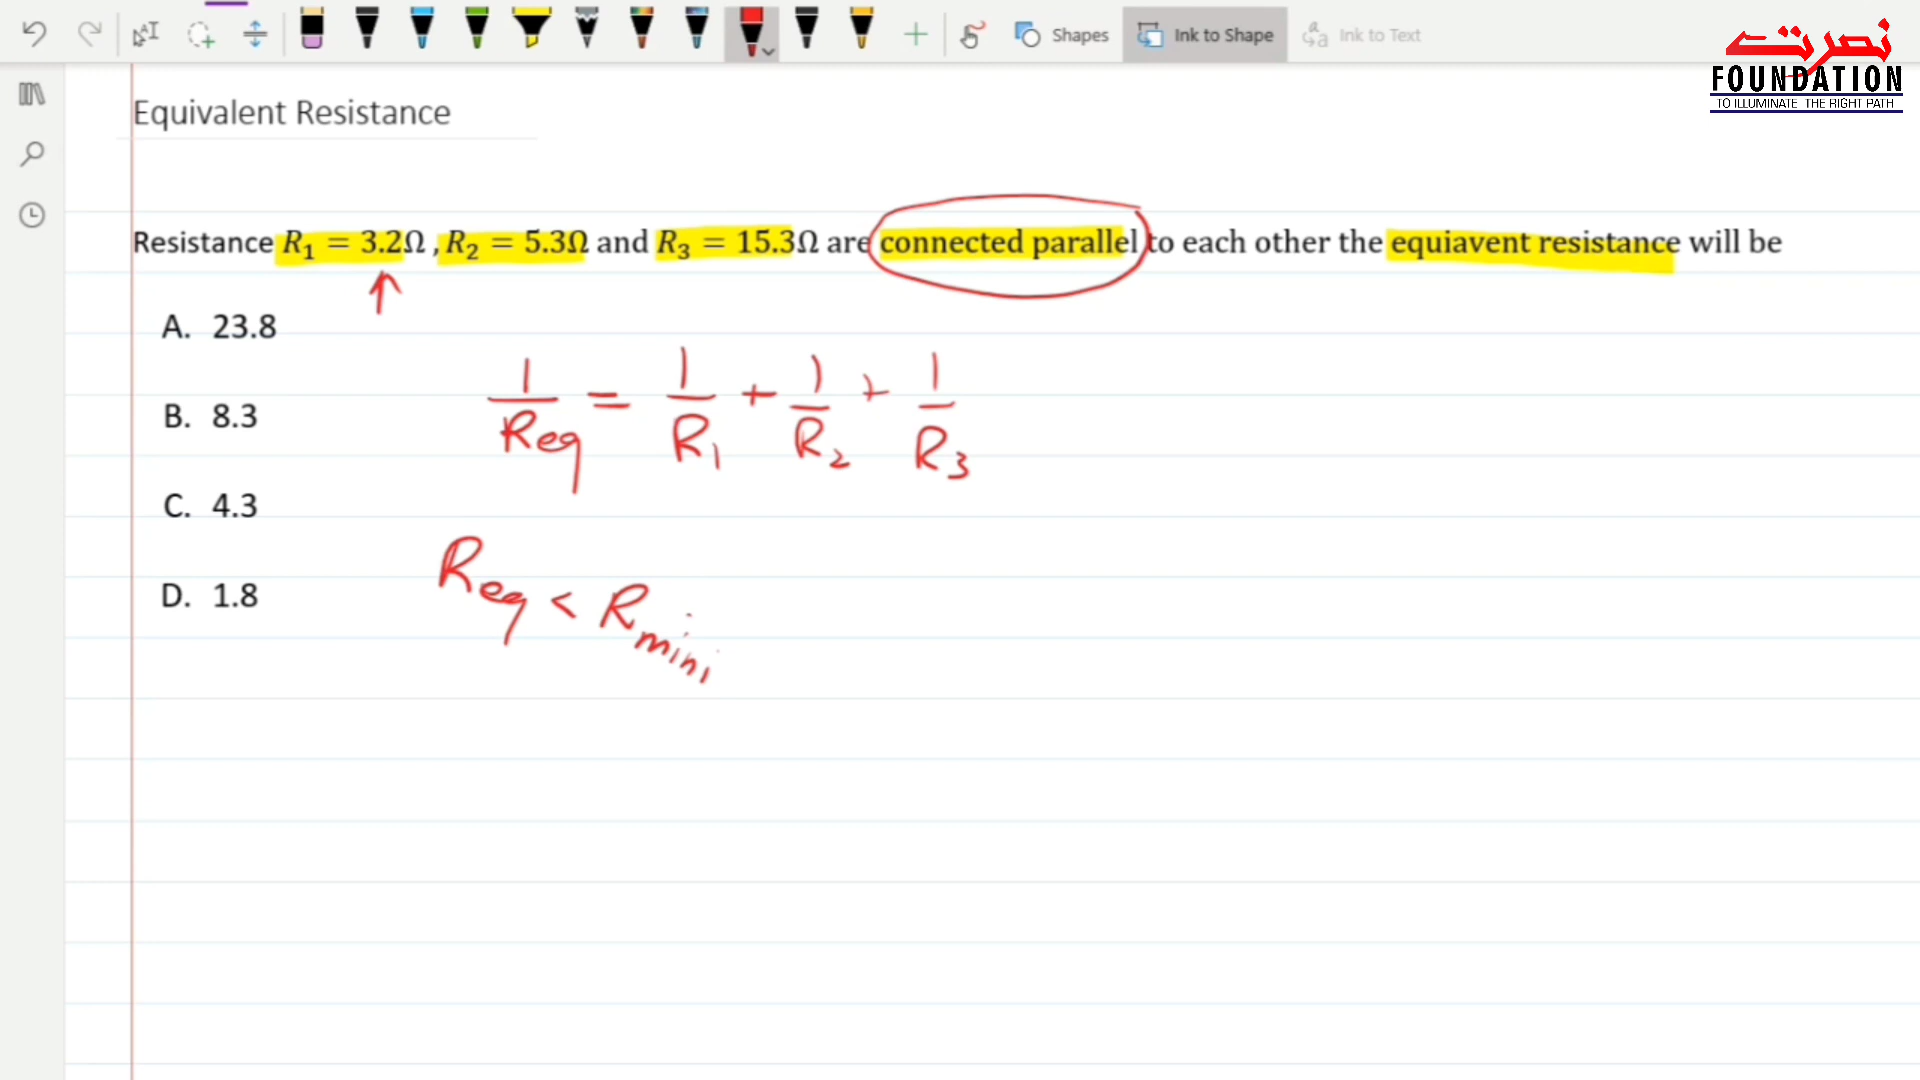 Shapes
Ink to Shape
Ink to Text
نصرت
FOUNDATION
TO ILLUMINATE THE RIGHT PATH
Equivalent Resistance
Resistance R₁ = 3.2Ω , R₂ = 5.3Ω and R₃ = 15.3Ω are connected parallel to each other the equiavent resistance will be
A. 23.8
B. 8.3
C. 4.3
D. 1.8
1/Req = 1/R₁ + 1/R₂ + 1/R₃
Req < Rmini